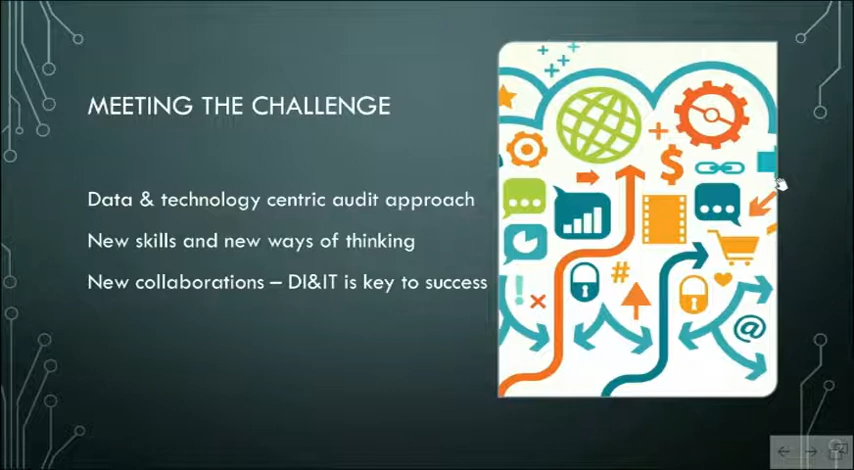 MEETING THE CHALLENGE
Data & technology centric audit approach
New skills and new ways of thinking
New collaborations – DI&IT is key to success
$
#
@